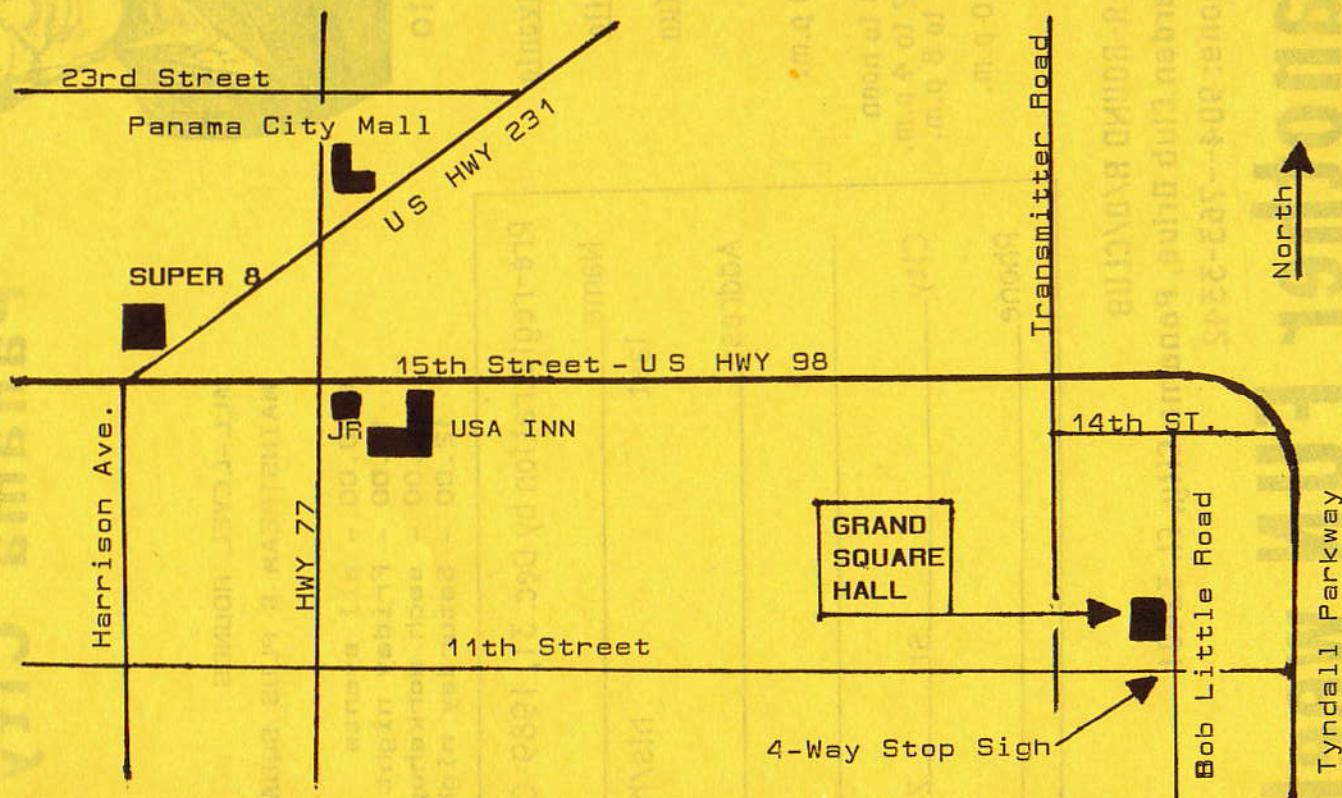 23rd Street
Panama City Mall
US HWY 231
Transmitter Road
North
SUPER 8
15th Street - US HWY 98
JR
USA INN
14th ST.
Harrison Ave.
HWY 77
GRAND
SQUARE
HALL
Bob Little Road
Tyndall Parkway
11th Street
4-Way Stop Sigh